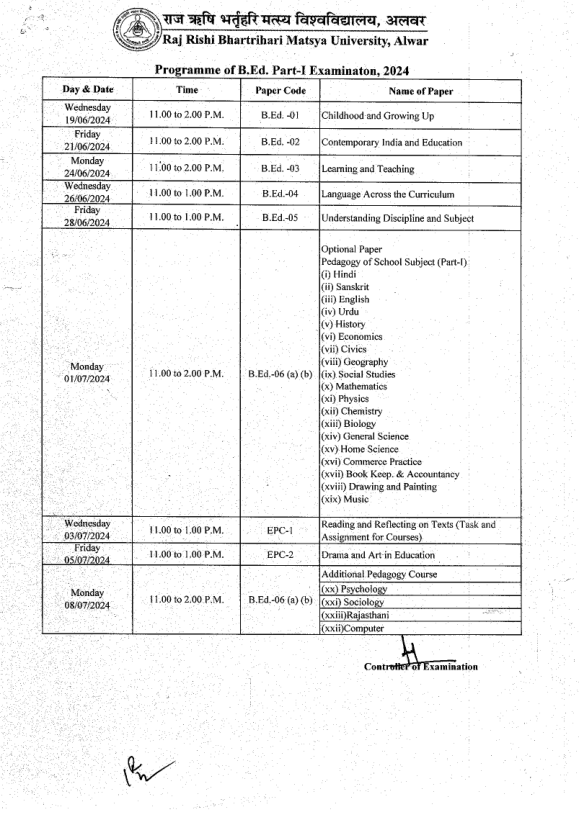 राज ऋषि भर्तृहरि मत्स्य विश्वविद्यालय, अलवर
Raj Rishi Bhartrihari Matsya University, Alwar
Programme of B.Ed. Part-I Examinaton, 2024
Day & Date Time Paper Code Name of Paper
Wednesday
19/06/2024 11.00 to 2.00 P.M. B.Ed. -01 Childhood and Growing Up
Friday
21/06/2024 11.00 to 2.00 P.M. B.Ed. -02 Contemporary India and Education
Monday
24/06/2024 11.00 to 2.00 P.M. B.Ed. -03 Learning and Teaching
Wednesday
26/06/2024 11.00 to 1.00 P.M. B.Ed.-04 Language Across the Curriculum
Friday
28/06/2024 11.00 to 1.00 P.M. B.Ed.-05 Understanding Discipline and Subject
Monday
01/07/2024 11.00 to 2.00 P.M. B.Ed.-06 (a) (b)
Optional Paper
Pedagogy of School Subject (Part-I)
(i) Hindi
(ii) Sanskrit
(iii) English
(iv) Urdu
(v) History
(vi) Economics
(vii) Civics
(viii) Geography
(ix) Social Studies
(x) Mathematics
(xi) Physics
(xii) Chemistry
(xiii) Biology
(xiv) General Science
(xv) Home Science
(xvi) Commerce Practice
(xvii) Book Keep. & Accountancy
(xviii) Drawing and Painting
(xix) Music
Wednesday
03/07/2024 11.00 to 1.00 P.M. EPC-1 Reading and Reflecting on Texts (Task and
Assignment for Courses)
Friday
05/07/2024 11.00 to 1.00 P.M. EPC-2 Drama and Art in Education
Monday
08/07/2024 11.00 to 2.00 P.M. B.Ed.-06 (a) (b)
Additional Pedagogy Course
(xx) Psychology
(xxi) Sociology
(xxiii)Rajasthani
(xxii)Computer
Controller of Examination